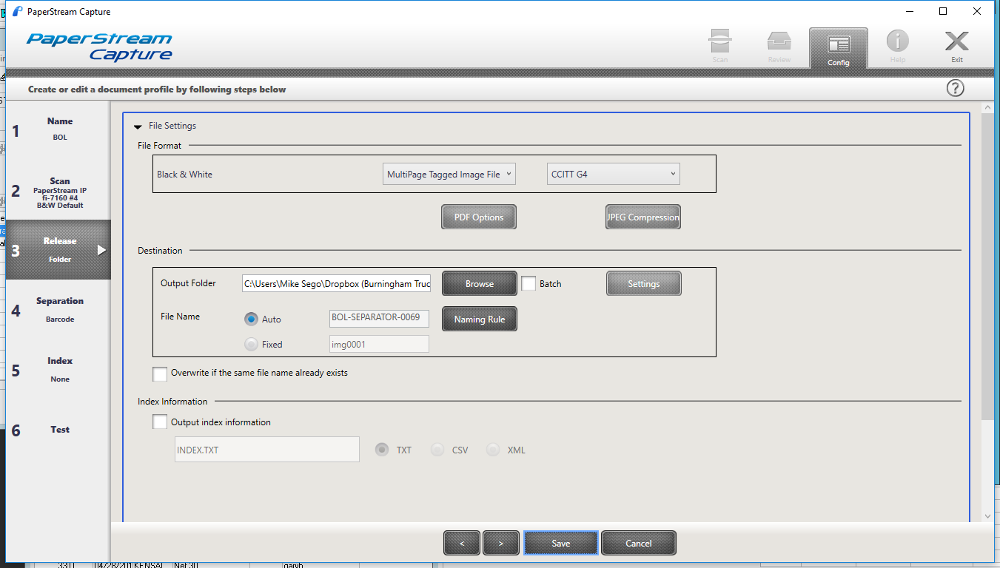 PaperStream Capture
PaperStream
Capture
Scan
Review
Config
Help
Exit
Create or edit a document profile by following steps below
1
Name
BOL
2
Scan
PaperStream IP
fi-7160 #4
B&W Default
3
Release
Folder
4
Separation
Barcode
5
Index
None
6
Test
File Settings
File Format
Black & White
MultiPage Tagged Image File
CCITT G4
PDF Options
JPEG Compression
Destination
Output Folder
C:\Users\Mike Sego\Dropbox (Burningham Truc
Browse
Batch
Settings
File Name
Auto
BOL-SEPARATOR-0069
Naming Rule
Fixed
img0001
Overwrite if the same file name already exists
Index Information
Output index information
INDEX.TXT
TXT
CSV
XML
<
>
Save
Cancel